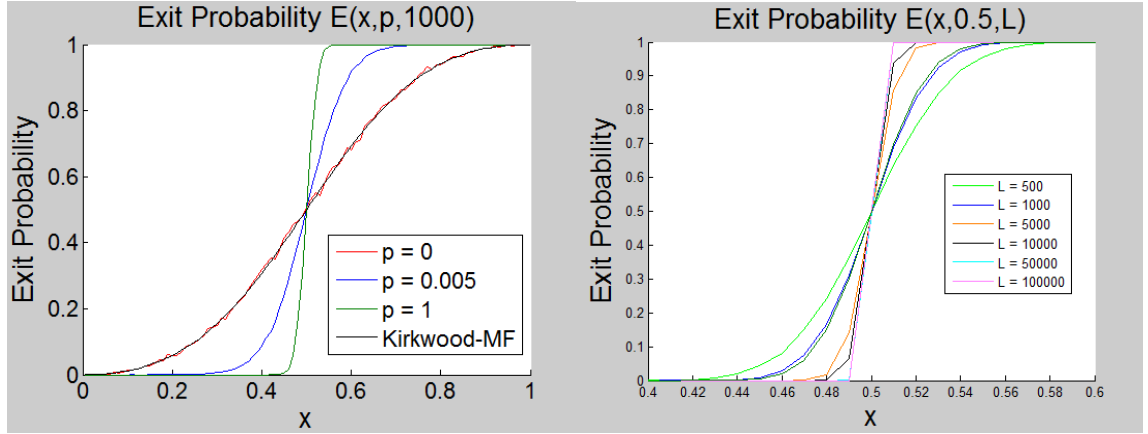 Exit Probability E(x,p,1000)
Exit Probability
1
0.8
0.6
0.4
0.2
0
0 0.2 0.4 0.6 0.8 1
x
p = 0
p = 0.005
p = 1
Kirkwood-MF
Exit Probability E(x,0.5,L)
Exit Probability
1
0.9
0.8
0.7
0.6
0.5
0.4
0.3
0.2
0.1
0
0.4 0.42 0.44 0.46 0.48 0.5 0.52 0.54 0.56 0.58 0.6
x
L = 500
L = 1000
L = 5000
L = 10000
L = 50000
L = 100000